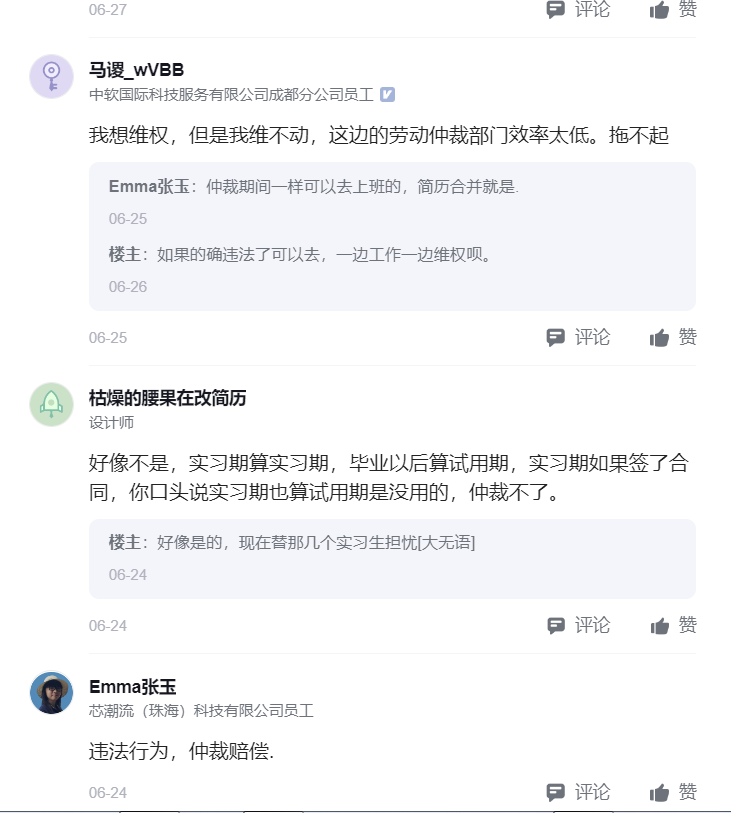 06-27
评论
赞
马谡_wVBB
中软国际科技服务有限公司成都分公司员工
我想维权，但是我维不动，这边的劳动仲裁部门效率太低。拖不起
Emma张玉：仲裁期间一样可以去上班的，简历合并就是.
06-25
楼主：如果的确违法了可以去，一边工作一边维权呗。
06-26
06-25
评论
赞
枯燥的腰果在改简历
设计师
好像不是，实习期算实习期，毕业以后算试用期，实习期如果签了合
同，你口头说实习期也算试用期是没用的，仲裁不了。
楼主：好像是的，现在替那几个实习生担忧[大无语]
06-24
06-24
评论
赞
Emma张玉
芯潮流（珠海）科技有限公司员工
违法行为，仲裁赔偿.
06-24
评论
赞